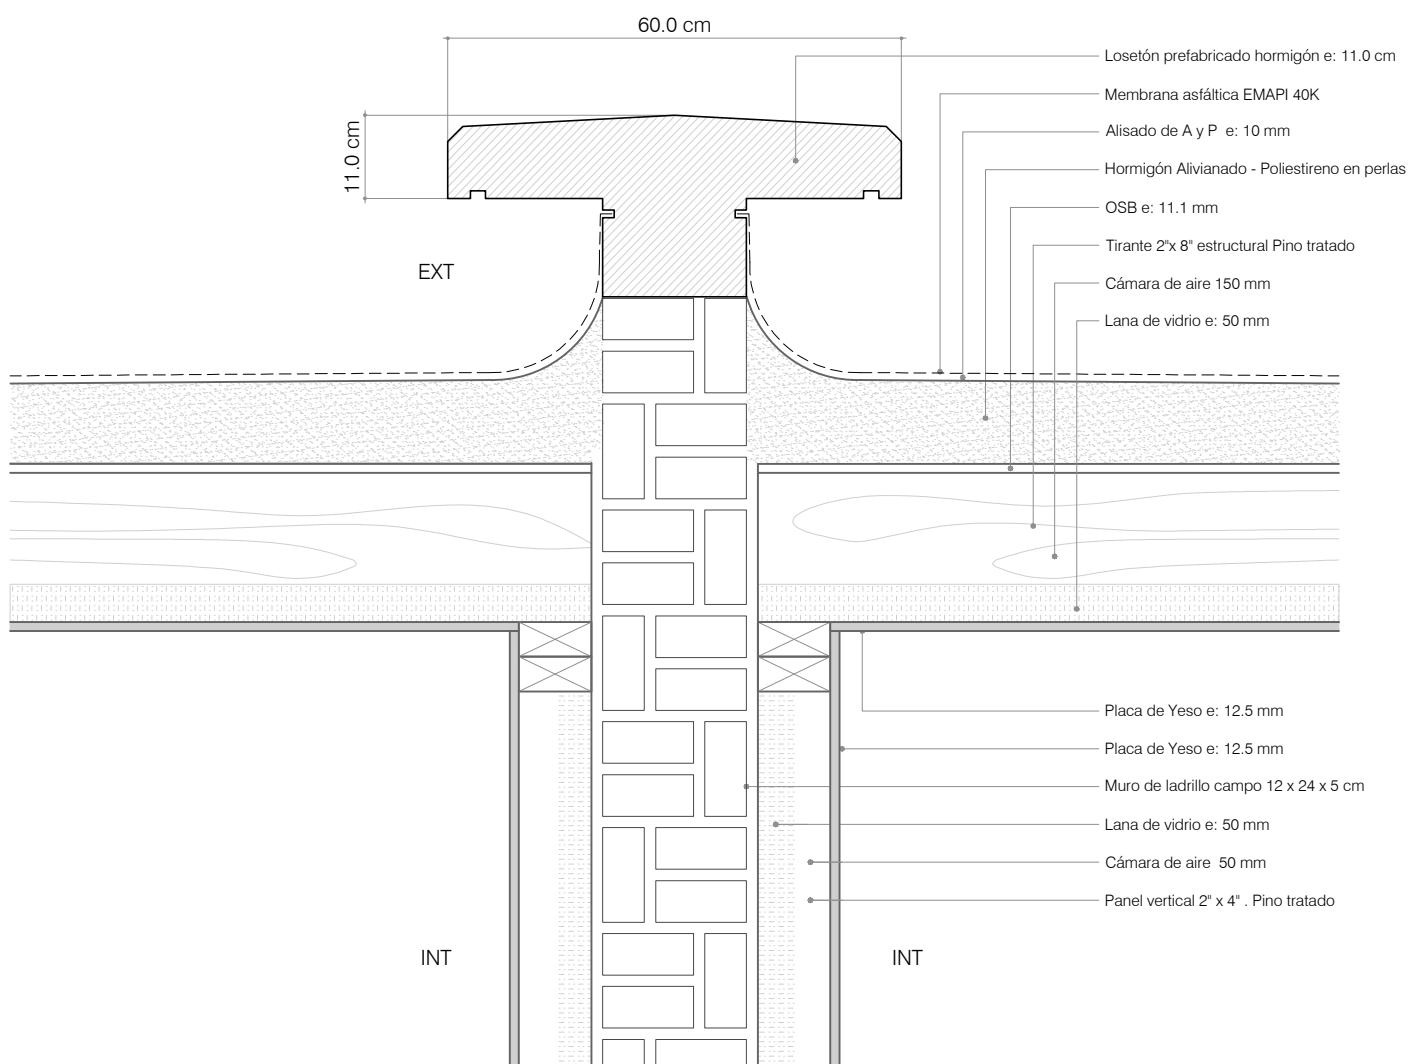 60.0 cm
11.0 cm
Losetón prefabricado hormigón e: 11.0 cm
Membrana asfáltica EMAPI 40K
Alisado de A y P e: 10 mm
Hormigón Alivianado - Poliestireno en perlas
OSB e: 11.1 mm
Tirante 2"x 8" estructural Pino tratado
Cámara de aire 150 mm
Lana de vidrio e: 50 mm
EXT
Placa de Yeso e: 12.5 mm
Placa de Yeso e: 12.5 mm
Muro de ladrillo campo 12 x 24 x 5 cm
Lana de vidrio e: 50 mm
Cámara de aire 50 mm
Panel vertical 2" x 4" . Pino tratado
INT
INT